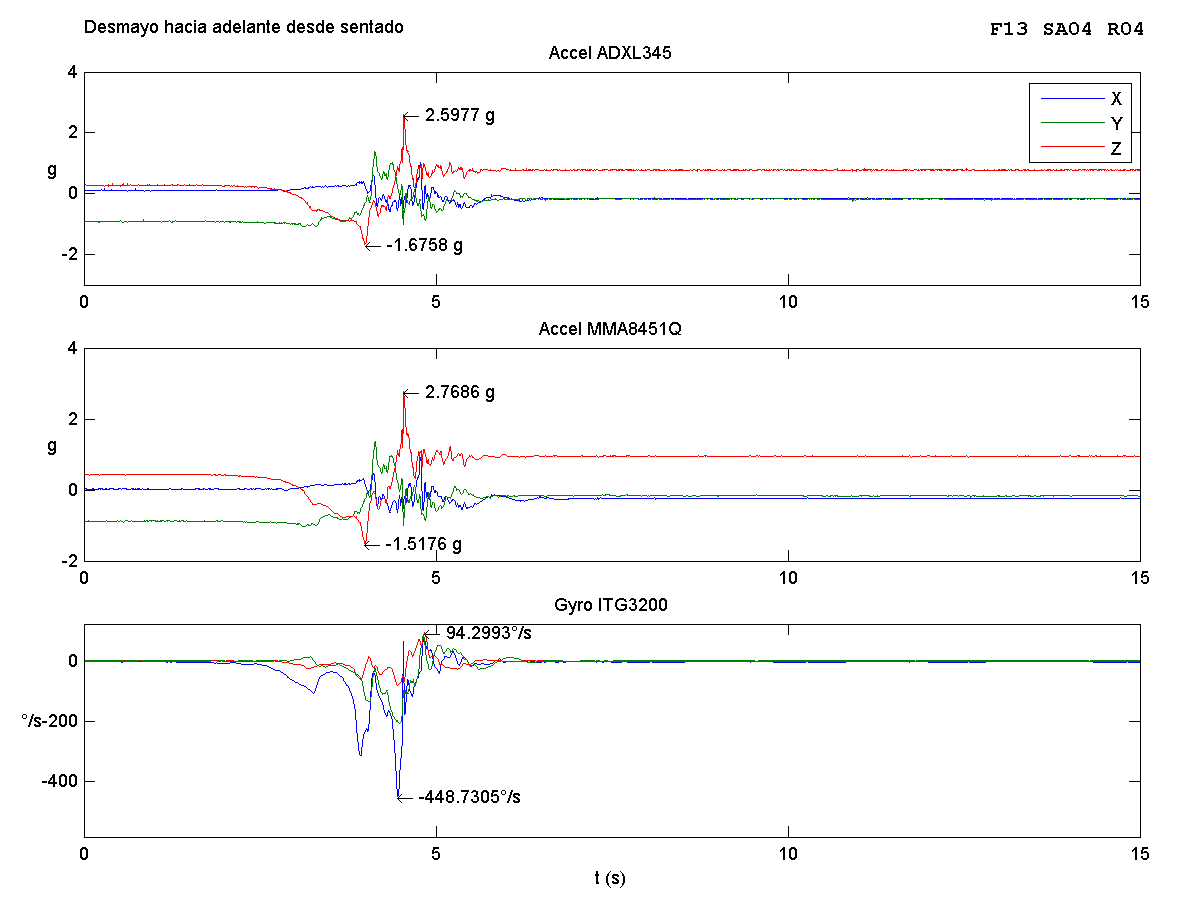 Desmayo hacia adelante desde sentado
F13 SA04 R04
Accel ADXL345
4
2
0
-2
g
2.5977 g
-1.6758 g
X
Y
Z
0
5
10
15
Accel MMA8451Q
4
2
0
-2
g
2.7686 g
-1.5176 g
0
5
10
15
Gyro ITG3200
0
-200
-400
°/s
94.2993°/s
-448.7305°/s
0
5
10
15
t (s)